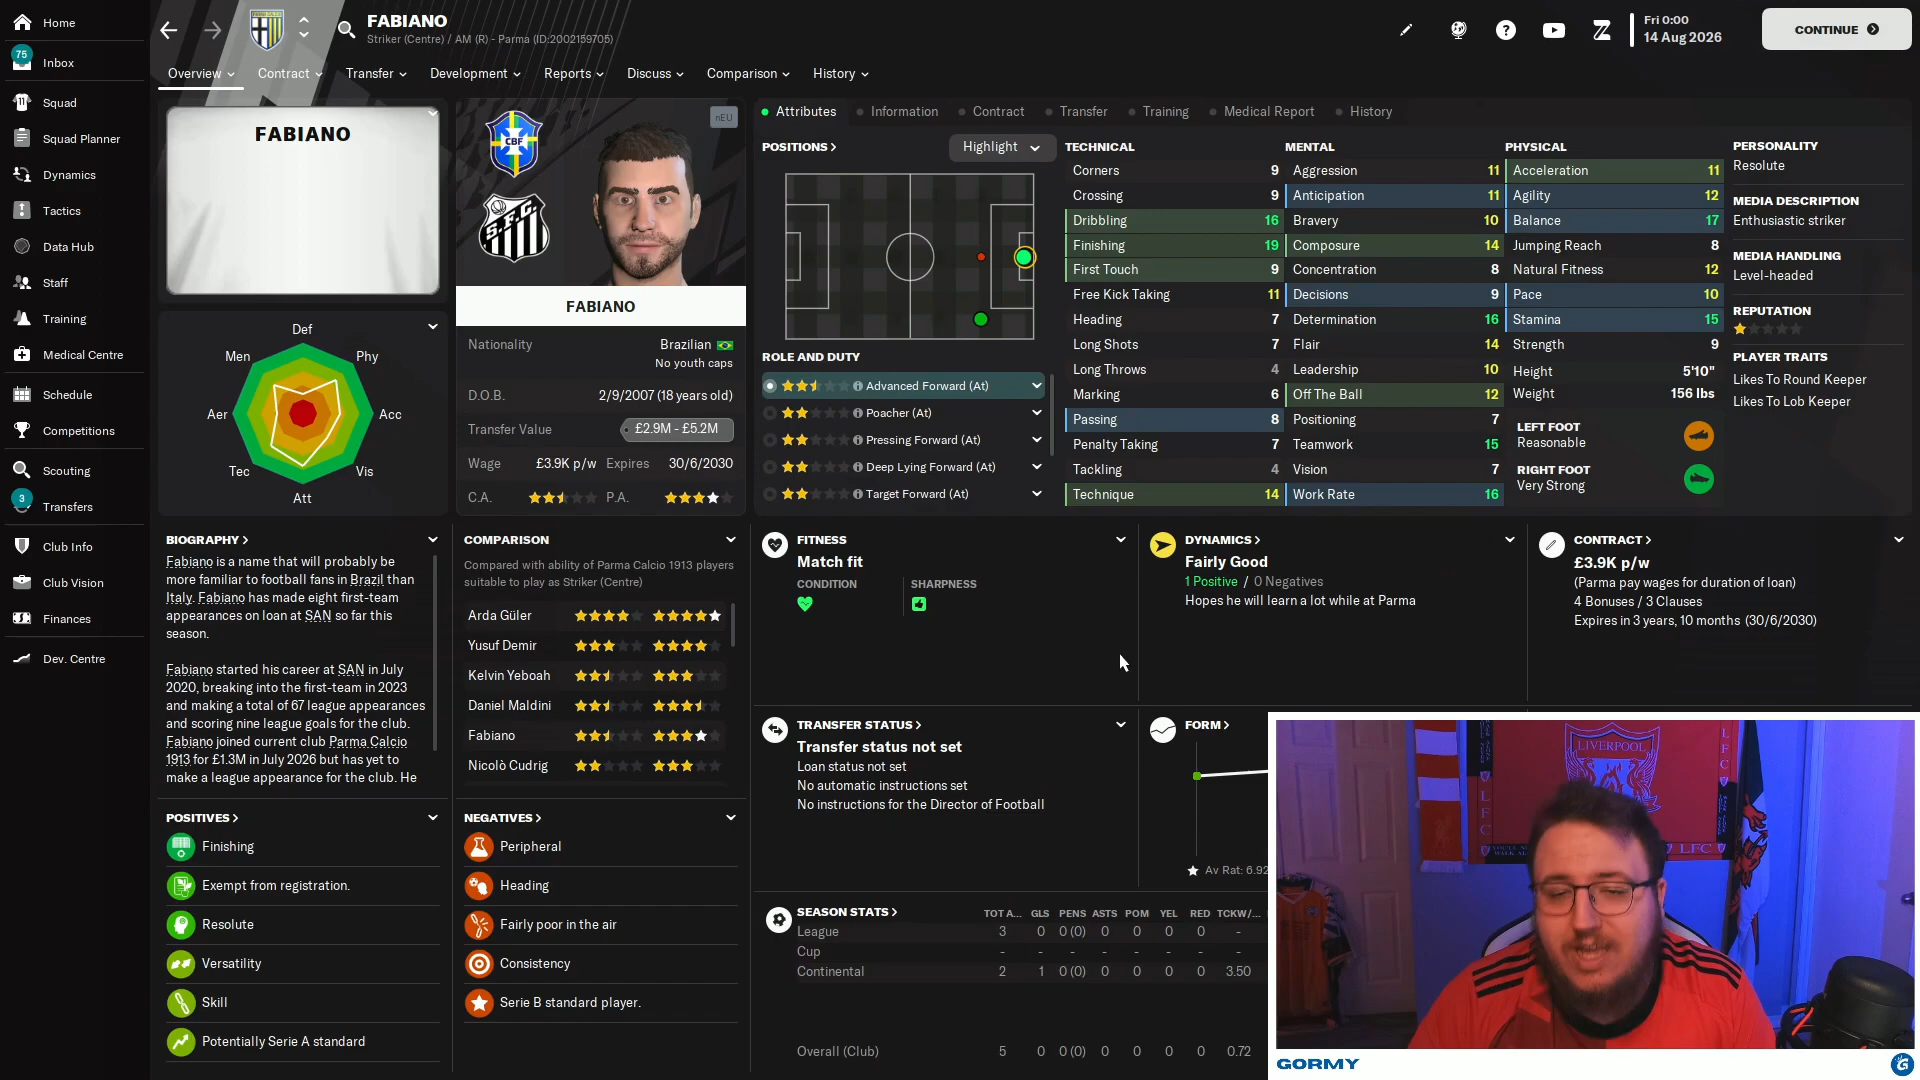 Home
75
Inbox
Squad
Squad Planner
Dynamics
Tactics
Data Hub
Staff
Training
Medical Centre
Schedule
Competitions
Scouting
3
Transfers
Club Info
Club Vision
Finances
Dev. Centre
FABIANO
Striker (Centre) / AM (R) - Parma (ID:2002159705)
Fri 0:00
14 Aug 2026
CONTINUE
Overview
Contract
Transfer
Development
Reports
Discuss
Comparison
History
FABIANO
Def
Men
Phy
Aer
Acc
Tec
Vis
Att
nEU
CBF
S.F.C.
FABIANO
Nationality Brazilian
No youth caps
D.O.B. 2/9/2007 (18 years old)
Transfer Value £2.9M - £5.2M
Wage £3.9K p/w Expires 30/6/2030
C.A. P.A.
Attributes
Information
Contract
Transfer
Training
Medical Report
History
POSITIONS >
Highlight
ROLE AND DUTY
Advanced Forward (At)
Poacher (At)
Pressing Forward (At)
Deep Lying Forward (At)
Target Forward (At)
TECHNICAL
Corners 9
Crossing 9
Dribbling 16
Finishing 19
First Touch 9
Free Kick Taking 11
Heading 7
Long Shots 7
Long Throws 4
Marking 6
Passing 8
Penalty Taking 7
Tackling 4
Technique 14
MENTAL
Aggression 11
Anticipation 11
Bravery 10
Composure 14
Concentration 8
Decisions 9
Determination 16
Flair 14
Leadership 10
Off The Ball 12
Positioning 7
Teamwork 15
Vision 7
Work Rate 16
PHYSICAL
Acceleration 11
Agility 12
Balance 17
Jumping Reach 8
Natural Fitness 12
Pace 10
Stamina 15
Strength 9
Height 5'10"
Weight 156 lbs
LEFT FOOT
Reasonable
RIGHT FOOT
Very Strong
PERSONALITY
Resolute
MEDIA DESCRIPTION
Enthusiastic striker
MEDIA HANDLING
Level-headed
REPUTATION
PLAYER TRAITS
Likes To Round Keeper
Likes To Lob Keeper
BIOGRAPHY >
Fabiano is a name that will probably be
more familiar to football fans in Brazil than
Italy. Fabiano has made eight first-team
appearances on loan at SAN so far this
season.
Fabiano started his career at SAN in July
2020, breaking into the first-team in 2023
and making a total of 67 league appearances
and scoring nine league goals for the club.
Fabiano joined current club Parma Calcio
1913 for £1.3M in July 2026 but has yet to
make a league appearance for the club. He
COMPARISON
Compared with ability of Parma Calcio 1913 players
suitable to play as Striker (Centre)
Arda Güler
Yusuf Demir
Kelvin Yeboah
Daniel Maldini
Fabiano
Nicolò Cudrig
FITNESS
Match fit
CONDITION
SHARPNESS
DYNAMICS >
Fairly Good
1 Positive / 0 Negatives
Hopes he will learn a lot while at Parma
CONTRACT >
£3.9K p/w
(Parma pay wages for duration of loan)
4 Bonuses / 3 Clauses
Expires in 3 years, 10 months (30/6/2030)
TRANSFER STATUS >
Transfer status not set
Loan status not set
No automatic instructions set
No instructions for the Director of Football
FORM >
Av Rat: 6.92
POSITIVES >
Finishing
Exempt from registration.
Resolute
Versatility
Skill
Potentially Serie A standard
NEGATIVES >
Peripheral
Heading
Fairly poor in the air
Consistency
Serie B standard player.
SEASON STATS > TOT A... GLS PENS ASTS POM YEL RED TCKW/...
League 3 0 0 (0) 0 0 0 0 -
Cup - - - - - - - -
Continental 2 1 0 (0) 0 0 0 0 3.50
Overall (Club) 5 0 0 (0) 0 0 0 0 0.72
LIVERPOOL
LFC
GORMY